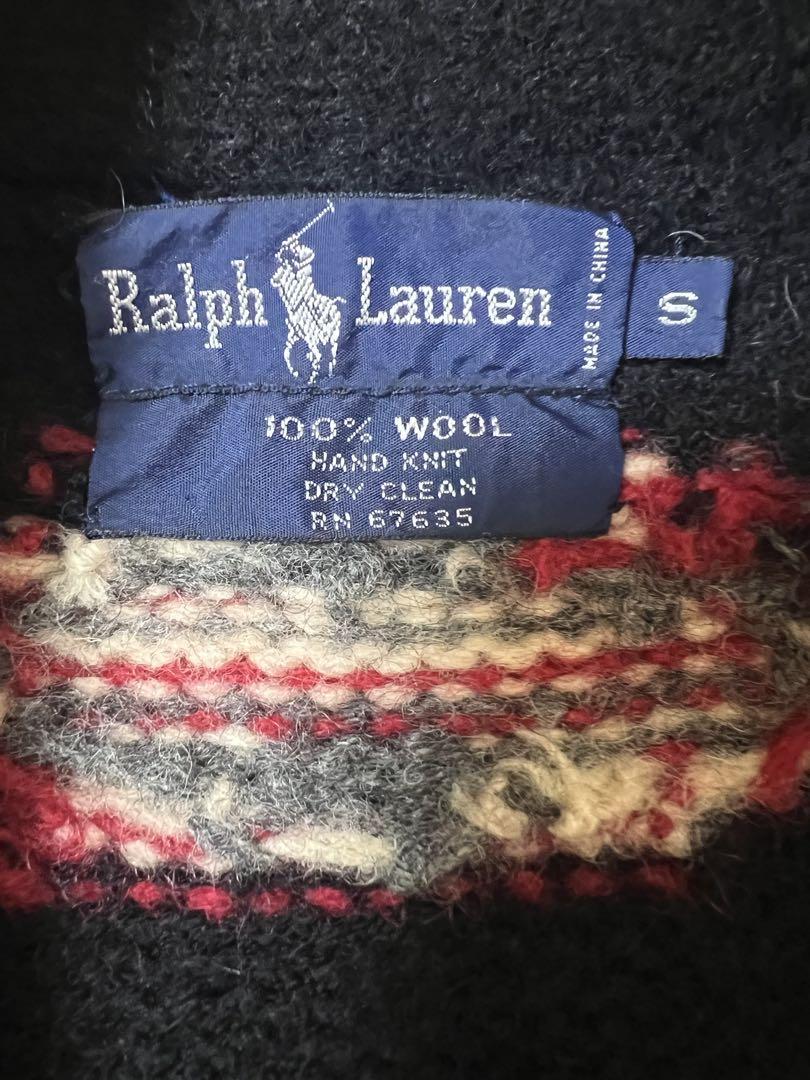 Ralph Lauren
MADE IN CHINA
S
100% WOOL
HAND KNIT
DRY CLEAN
RN 67635